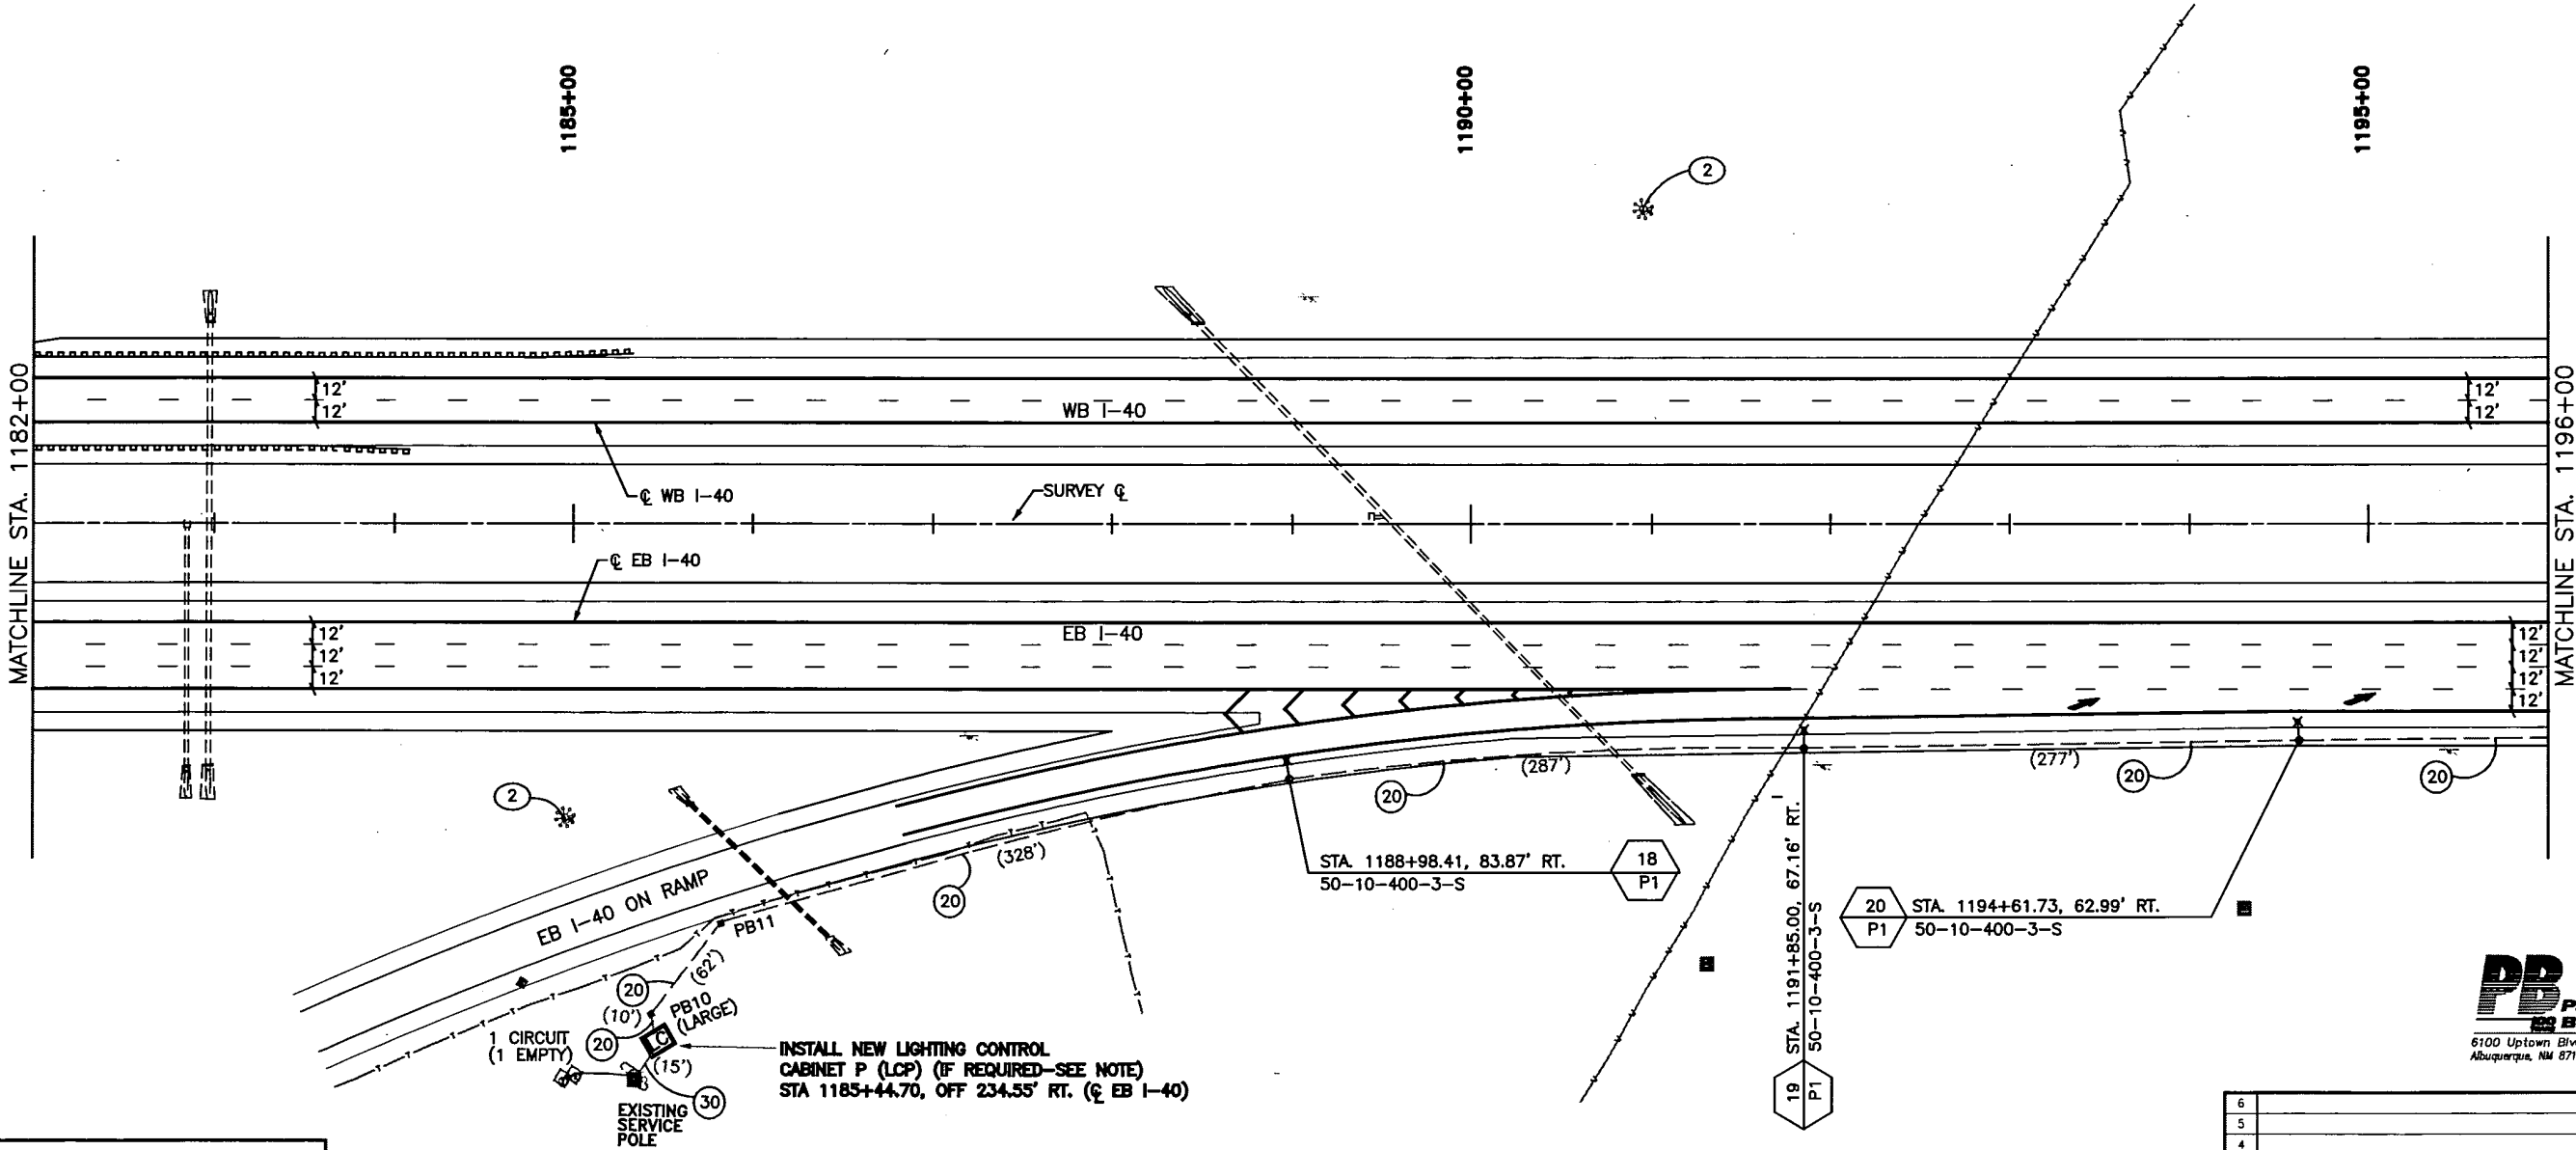 1185+00
1190+00
1195+00
2
MATCHLINE STA. 1182+00
MATCHLINE STA. 1196+00
12'
12'
WB I-40
12'
12'
℄ WB I-40
SURVEY ℄
℄ EB I-40
EB I-40
12'
12'
12'
12'
12'
12'
12'
2
(287')
(277')
20
20
20
(328')
20
STA. 1188+98.41, 83.87' RT.
50-10-400-3-S
18
P1
STA. 1191+85.00, 67.16' RT.
50-10-400-3-S
19
P1
20
P1
STA. 1194+61.73, 62.99' RT.
50-10-400-3-S
EB I-40 ON RAMP
PB11
(62')
20
PB10
(LARGE)
(10')
20
1 CIRCUIT
(1 EMPTY)
LC
(15')
30
EXISTING
SERVICE
POLE
INSTALL NEW LIGHTING CONTROL
CABINET P (LCP) (IF REQUIRED-SEE NOTE)
STA 1185+44.70, OFF 234.55' RT. (℄ EB I-40)
PB
100
6100 Uptown
Albuquerque, NM
6
5
4